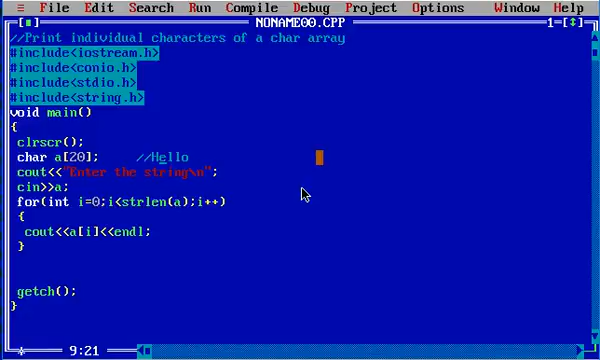 ≡ File Edit Search Run Compile Debug Project Options Window Help
[■] NONAME00.CPP 1=[↕]
//Print individual characters of a char array
#include<iostream.h>
#include<conio.h>
#include<stdio.h>
#include<string.h>
void main()
{
clrscr();
char a[20]; //Hello
cout<<"Enter the string\n";
cin>>a;
for(int i=0;i<strlen(a);i++)
{
cout<<a[i]<<endl;
}
getch();
}
9:21